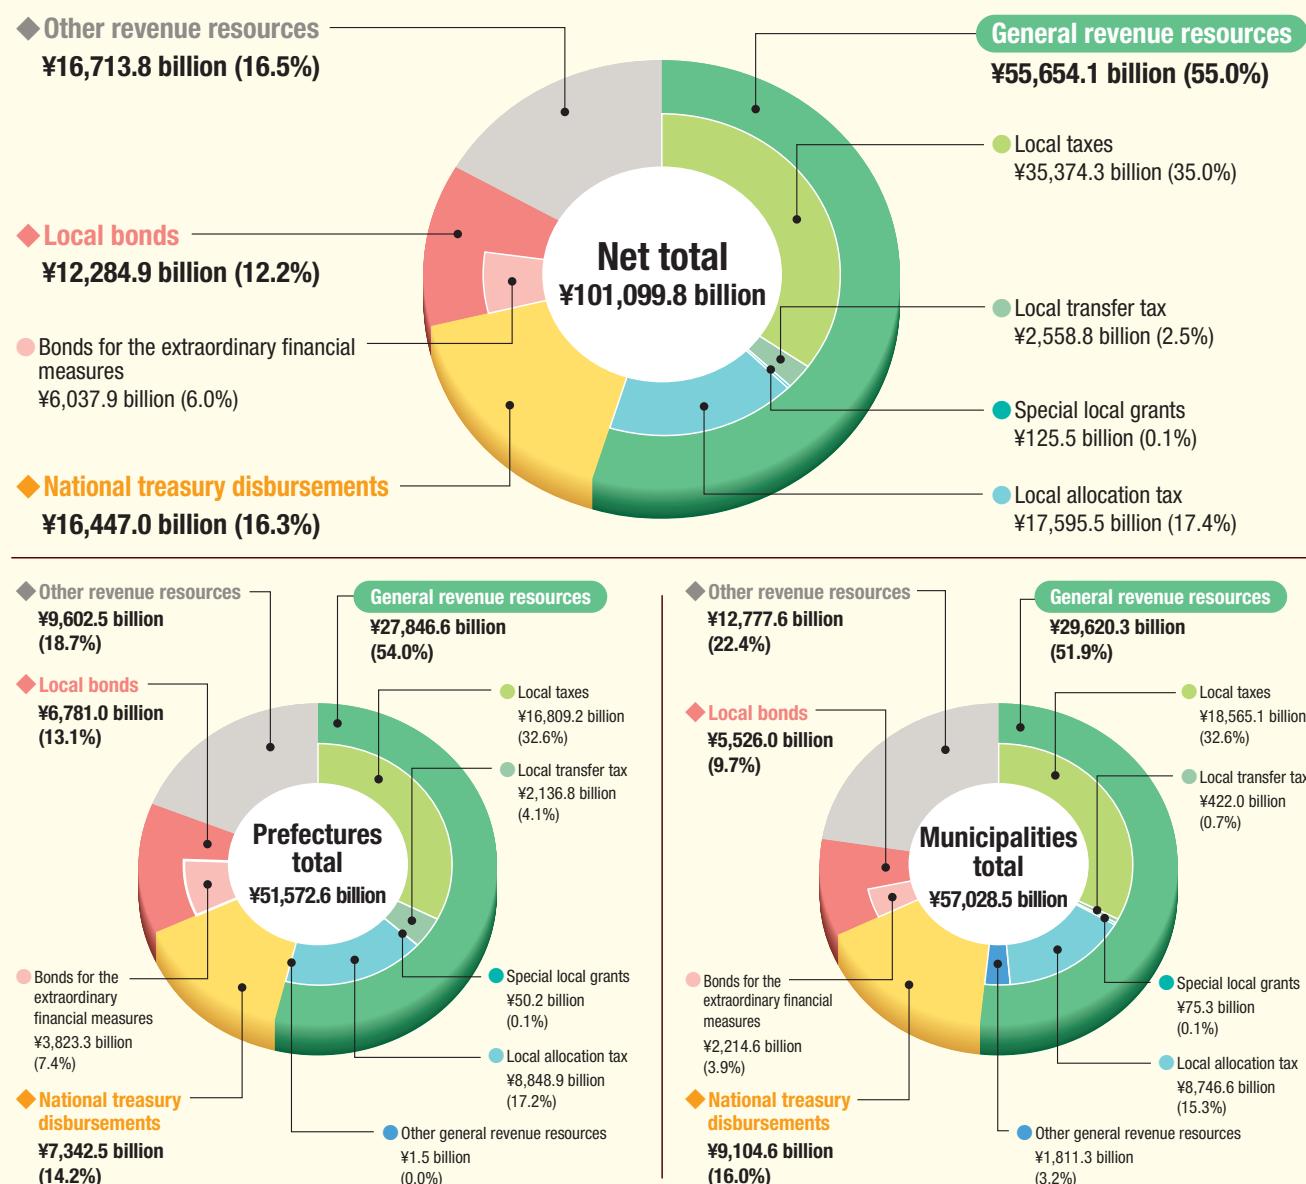 Other revenue resources
¥16,713.8 billion (16.5%)
General revenue resources
¥55,654.1 billion (55.0%)
Local taxes
¥35,374.3 billion (35.0%)
Local bonds
¥12,284.9 billion (12.2%)
Net total
¥101,099.8 billion
Local transfer tax
¥2,558.8 billion (2.5%)
Bonds for the extraordinary financial
measures
¥6,037.9 billion (6.0%)
Special local grants
¥125.5 billion (0.1%)
National treasury disbursements
¥16,447.0 billion (16.3%)
Local allocation tax
¥17,595.5 billion (17.4%)
Other revenue resources
¥9,602.5 billion
(18.7%)
General revenue resources
¥27,846.6 billion
(54.0%)
Local bonds
¥6,781.0 billion
(13.1%)
Local taxes
¥16,809.2 billion
(32.6%)
Local transfer tax
¥2,136.8 billion
(4.1%)
Prefectures
total
¥51,572.6 billion
Bonds for the
extraordinary
financial measures
¥3,823.3 billion
(7.4%)
Special local grants
¥50.2 billion
(0.1%)
Local allocation tax
¥8,848.9 billion
(17.2%)
National treasury
disbursements
¥7,342.5 billion
(14.2%)
Other general revenue resources
¥1.5 billion
(0.0%)
Other revenue resources
¥12,777.6 billion
(22.4%)
General revenue resources
¥29,620.3 billion
(51.9%)
Local bonds
¥5,526.0 billion
(9.7%)
Local taxes
¥18,565.1 billion
(32.6%)
Local transfer tax
¥422.0 billion
(0.7%)
Municipalities
total
¥57,028.5 billion
Bonds for the
extraordinary financial
measures
¥2,214.6 billion
(3.9%)
Special local grants
¥75.3 billion
(0.1%)
Local allocation tax
¥8,746.6 billion
(15.3%)
National treasury
disbursements
¥9,104.6 billion
(16.0%)
Other general revenue resources
¥1,811.3 billion
(3.2%)